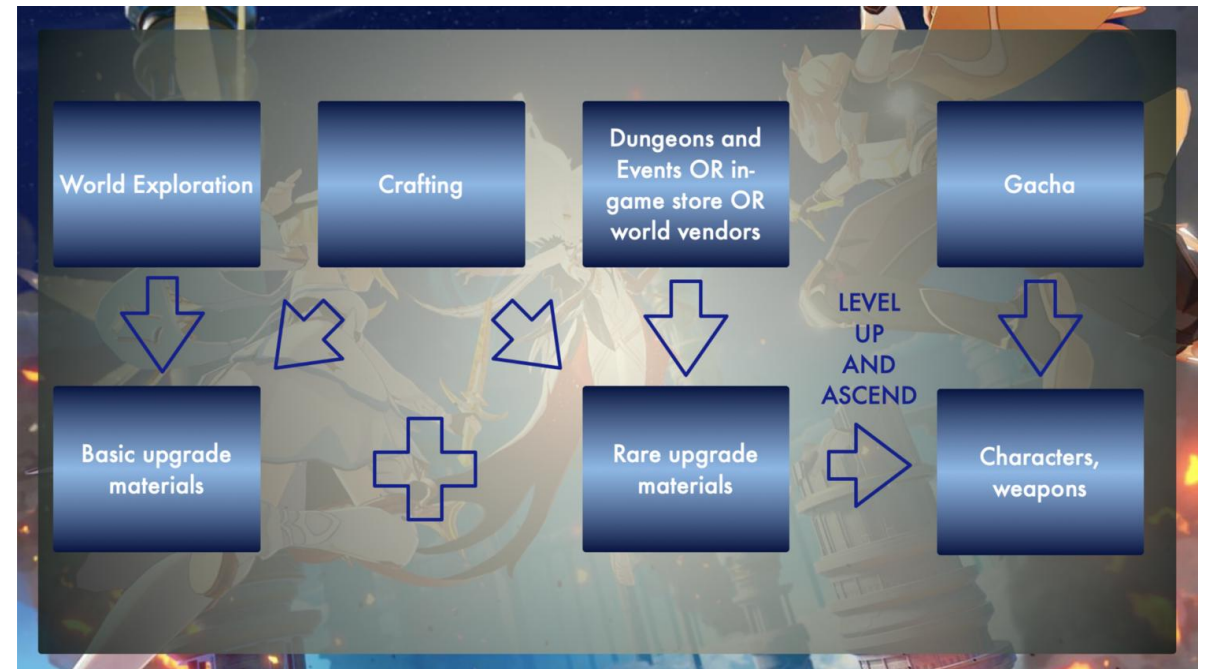 World Exploration
Crafting
Dungeons and
Events OR in-
game store OR
world vendors
Gacha
LEVEL
UP
AND
ASCEND
Basic upgrade
materials
Rare upgrade
materials
Characters,
weapons